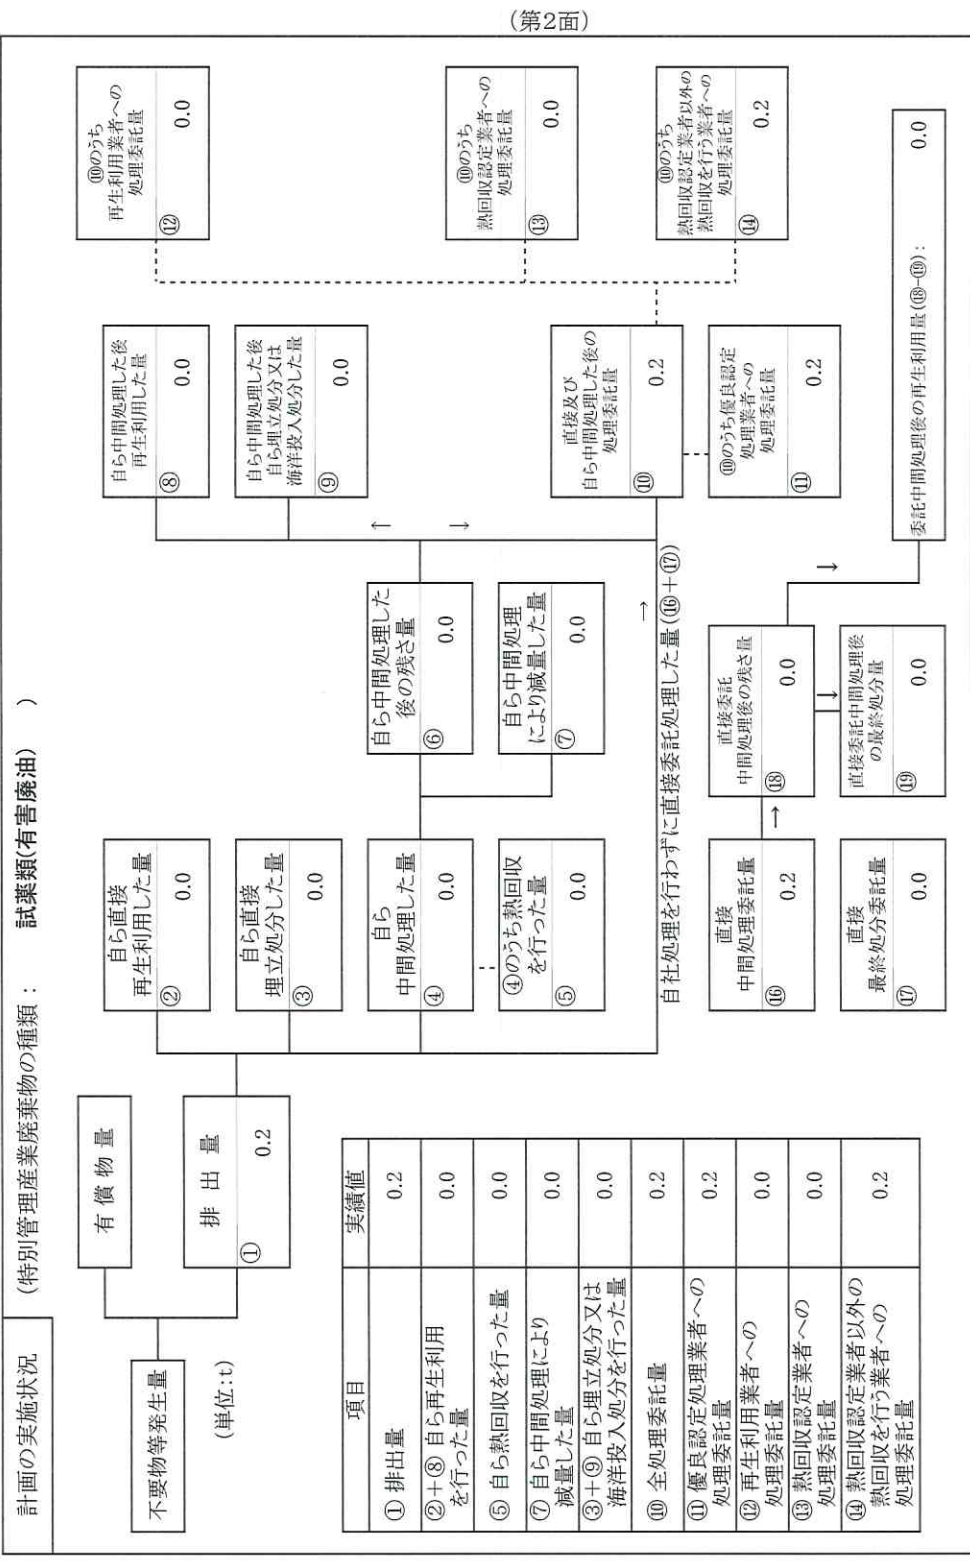 (第2面)
計画の実施状況
(特別管理産業廃棄物の種類： 試薬類(有害廃油) )
不要物等発生量
(単位:t)
有 償 物 量
排 出 量
① 0.2
自ら直接
再生利用した量
② 0.0
自ら直接
埋立処分した量
③ 0.0
自ら
中間処理した量
④ 0.0
④のうち熱回収
を行った量
⑤ 0.0
自ら中間処理した
後の残さ量
⑥ 0.0
自ら中間処理
により減量した量
⑦ 0.0
自ら中間処理した後
再生利用した量
⑧ 0.0
自ら中間処理した後
自ら埋立処分又は
海洋投入処分した量
⑨ 0.0
→
←
→
自社処理を行わずに直接委託処理した量(⑯+⑰)
直接及び
自ら中間処理した後の
処理委託量
⑩ 0.2
⑩のうち優良認定
処理業者への
処理委託量
⑪ 0.2
⑩のうち
再生利用業者への
処理委託量
⑫ 0.0
⑩のうち
熱回収認定業者への
処理委託量
⑬ 0.0
⑩のうち
熱回収認定業者以外の
熱回収を行う業者への
処理委託量
⑭ 0.2
直接
中間処理委託量
⑯ 0.2
→
直接
最終処分委託量
⑰ 0.0
直接委託
中間処理後の残さ量
⑱ 0.0
↓
直接委託中間処理後
の最終処分量
⑲ 0.0
↓
委託中間処理後の再生利用量(⑱-⑲)： 0.0
項目 実績値
① 排出量 0.2
②+⑧ 自ら再生利用
を行った量 0.0
⑤ 自ら熱回収を行った量 0.0
⑦ 自ら中間処理により
減量した量 0.0
③+⑨ 自ら埋立処分又は
海洋投入処分を行った量 0.0
⑩ 全処理委託量 0.2
⑪ 優良認定処理業者への
処理委託量 0.2
⑫ 再生利用業者への
処理委託量 0.0
⑬ 熱回収認定業者への
処理委託量 0.0
⑭ 熱回収認定業者以外の
熱回収を行う業者への
処理委託量 0.2